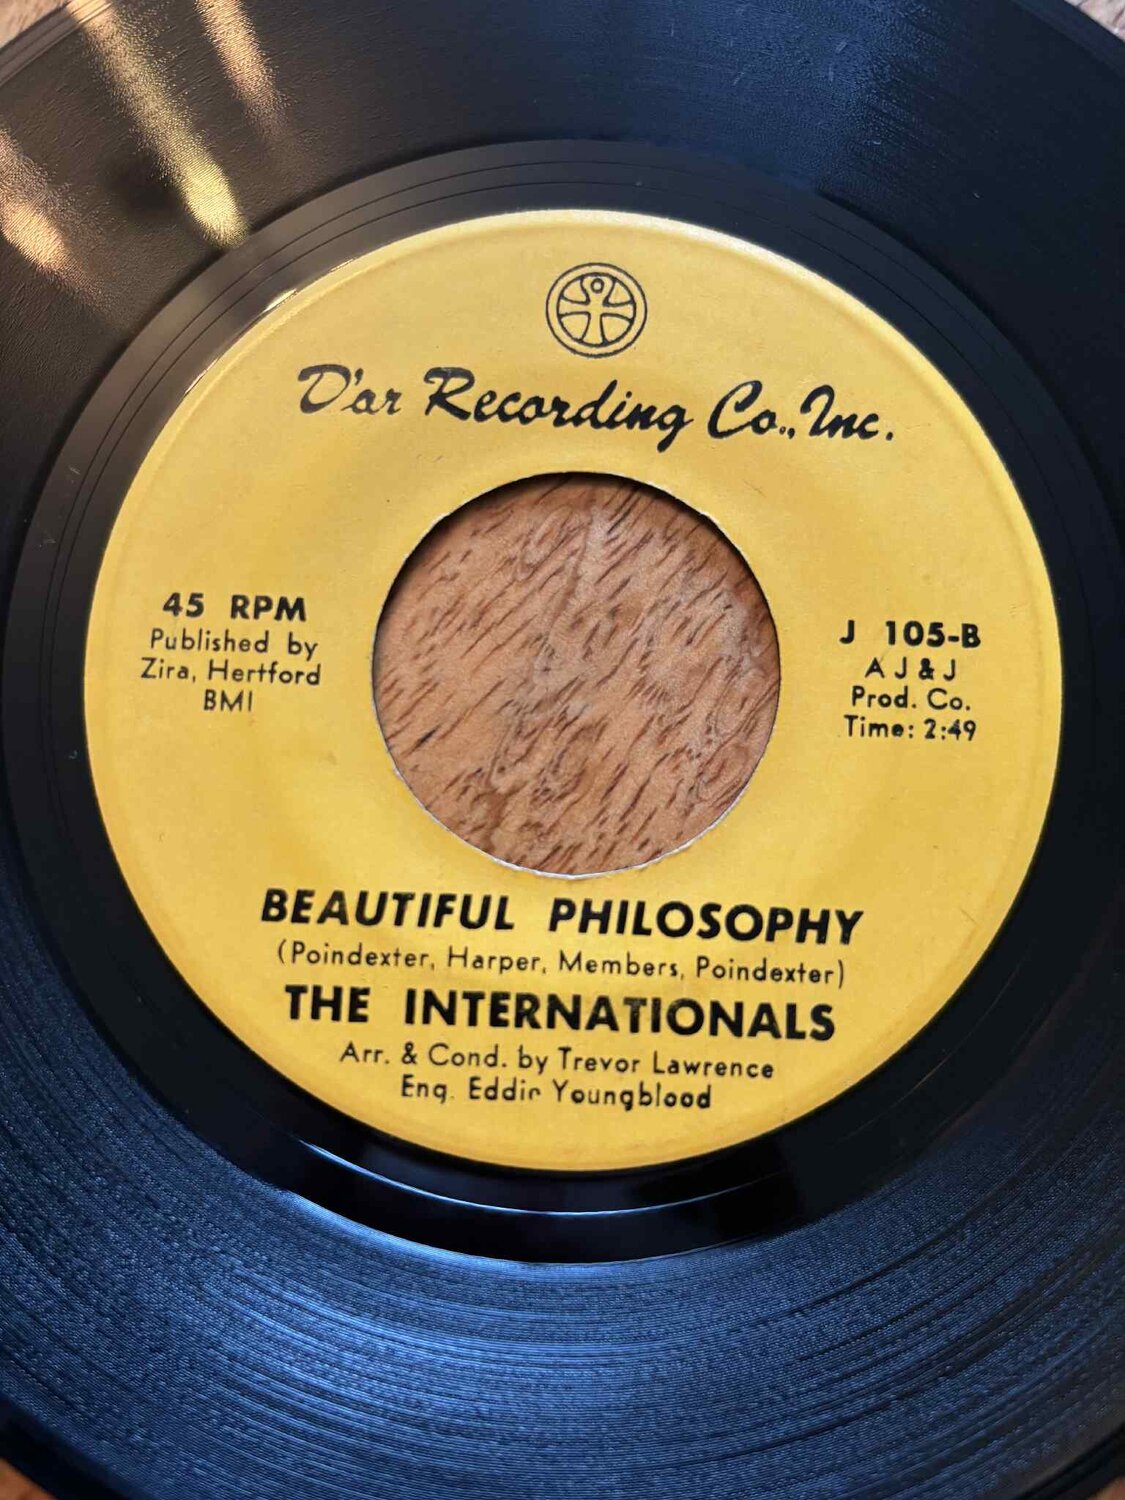 D'ar Recording Co., Inc.
45 RPM
Published by
Zira, Hertford
BMI
J 105-B
A J & J
Prod. Co.
Time: 2:49
BEAUTIFUL PHILOSOPHY
(Poindexter, Harper, Members, Poindexter)
THE INTERNATIONALS
Arr. & Cond. by Trevor Lawrence
Eng. Eddie Youngblood